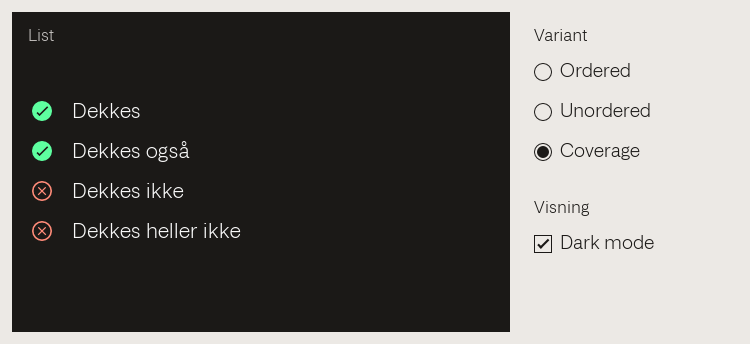 List
Dekkes
Dekkes også
Dekkes ikke
Dekkes heller ikke
Variant
Ordered
Unordered
Coverage
Visning
Dark mode